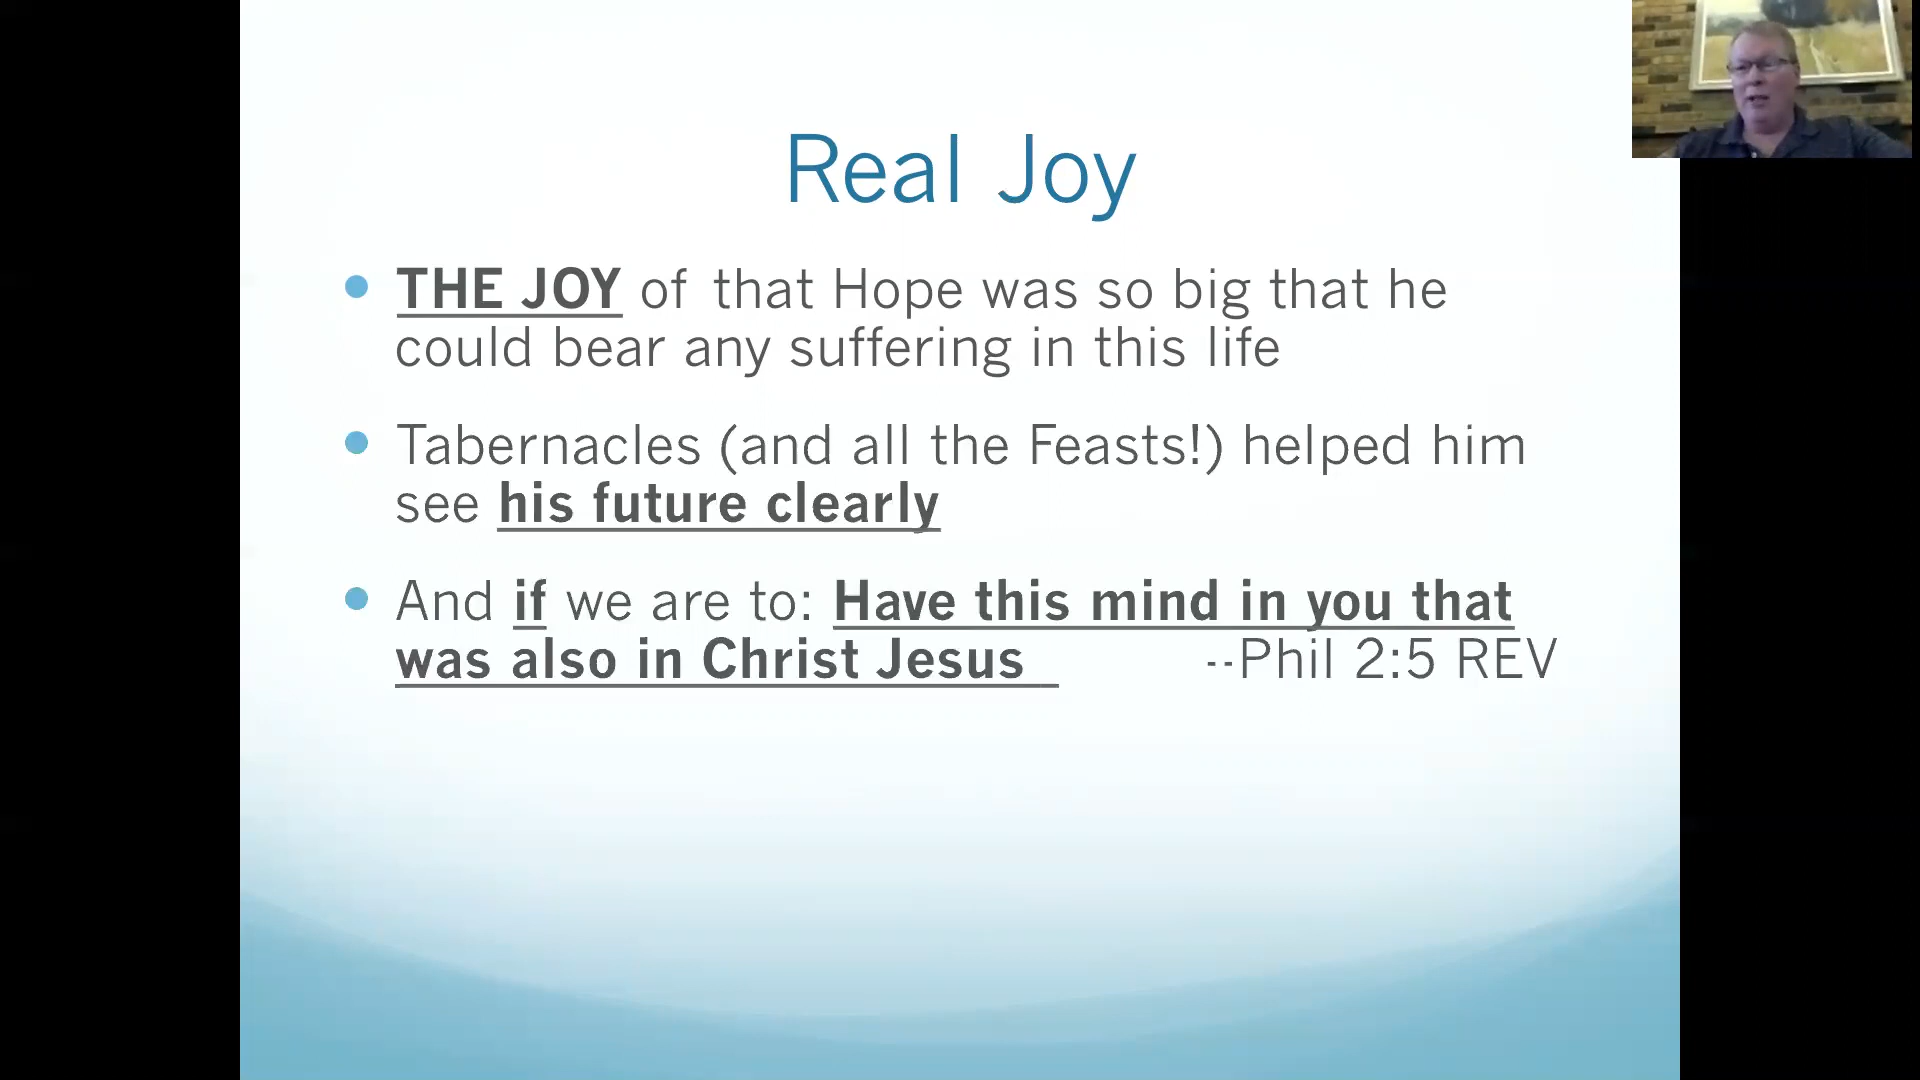 Real Joy
THE JOY of that Hope was so big that he
could bear any suffering in this life
Tabernacles (and all the Feasts!) helped him
see his future clearly
And if we are to: Have this mind in you that
was also in Christ Jesus --Phil 2:5 REV